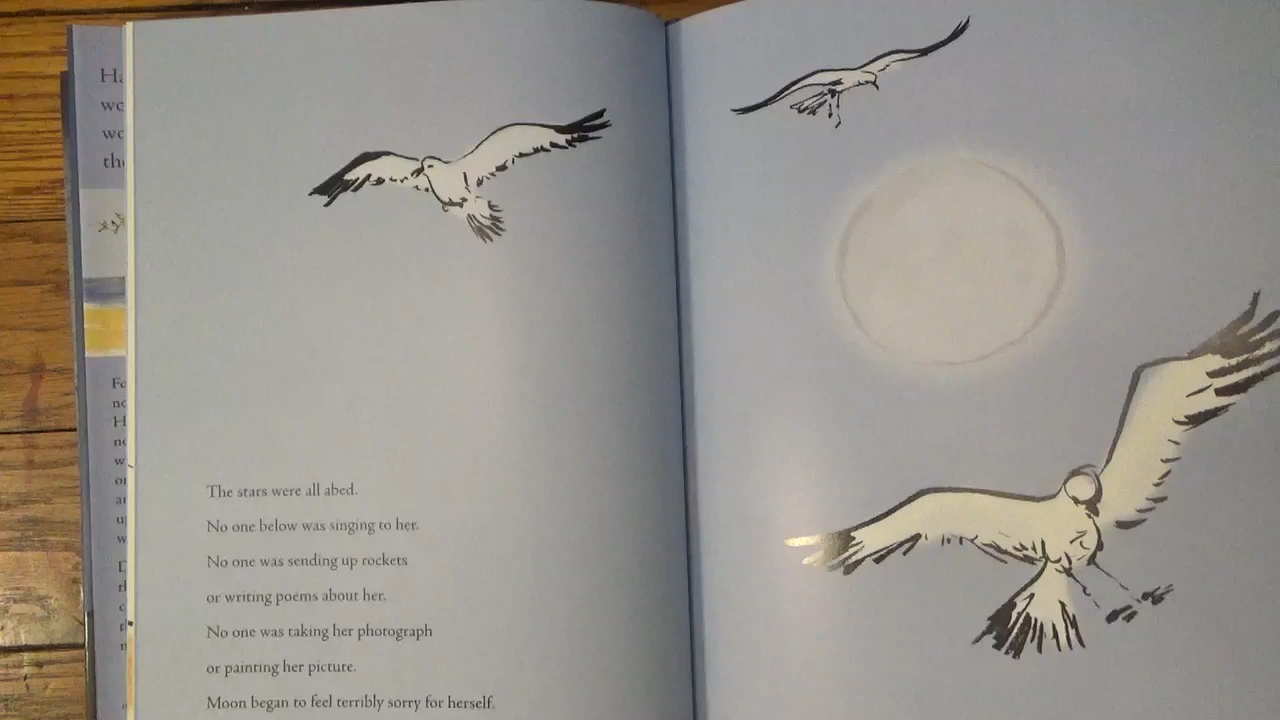 The stars were all abed.
No one below was singing to her.
No one was sending up rockets
or writing poems about her.
No one was taking her photograph
or painting her picture.
Moon began to feel terribly sorry for herself.